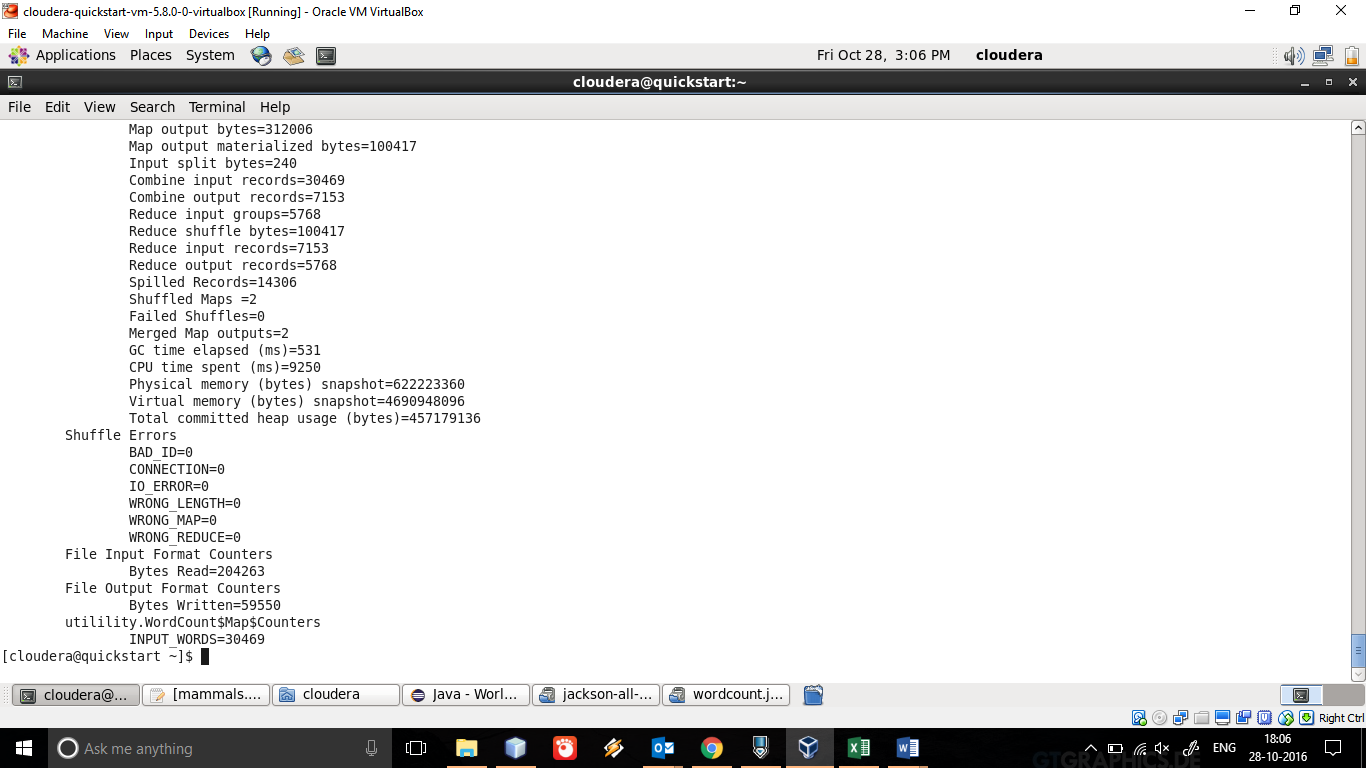 cloudera-quickstart-vm-5.8.0-0-virtualbox [Running] - Oracle VM VirtualBox
File Machine View Input Devices Help
Applications Places System Fri Oct 28, 3:06 PM cloudera
cloudera@quickstart:~
File Edit View Search Terminal Help
Map output bytes=312006
Map output materialized bytes=100417
Input split bytes=240
Combine input records=30469
Combine output records=7153
Reduce input groups=5768
Reduce shuffle bytes=100417
Reduce input records=7153
Reduce output records=5768
Spilled Records=14306
Shuffled Maps =2
Failed Shuffles=0
Merged Map outputs=2
GC time elapsed (ms)=531
CPU time spent (ms)=9250
Physical memory (bytes) snapshot=622223360
Virtual memory (bytes) snapshot=4690948096
Total committed heap usage (bytes)=457179136
Shuffle Errors
BAD_ID=0
CONNECTION=0
IO_ERROR=0
WRONG_LENGTH=0
WRONG_MAP=0
WRONG_REDUCE=0
File Input Format Counters
Bytes Read=204263
File Output Format Counters
Bytes Written=59550
utilility.WordCount$Map$Counters
INPUT_WORDS=30469
[cloudera@quickstart ~]$
cloudera@... [mammals.... cloudera Java - Worl... jackson-all-... wordcount.j...
Right Ctrl
Ask me anything ENG 18:06
28-10-2016
GTGRAPHICS.DE